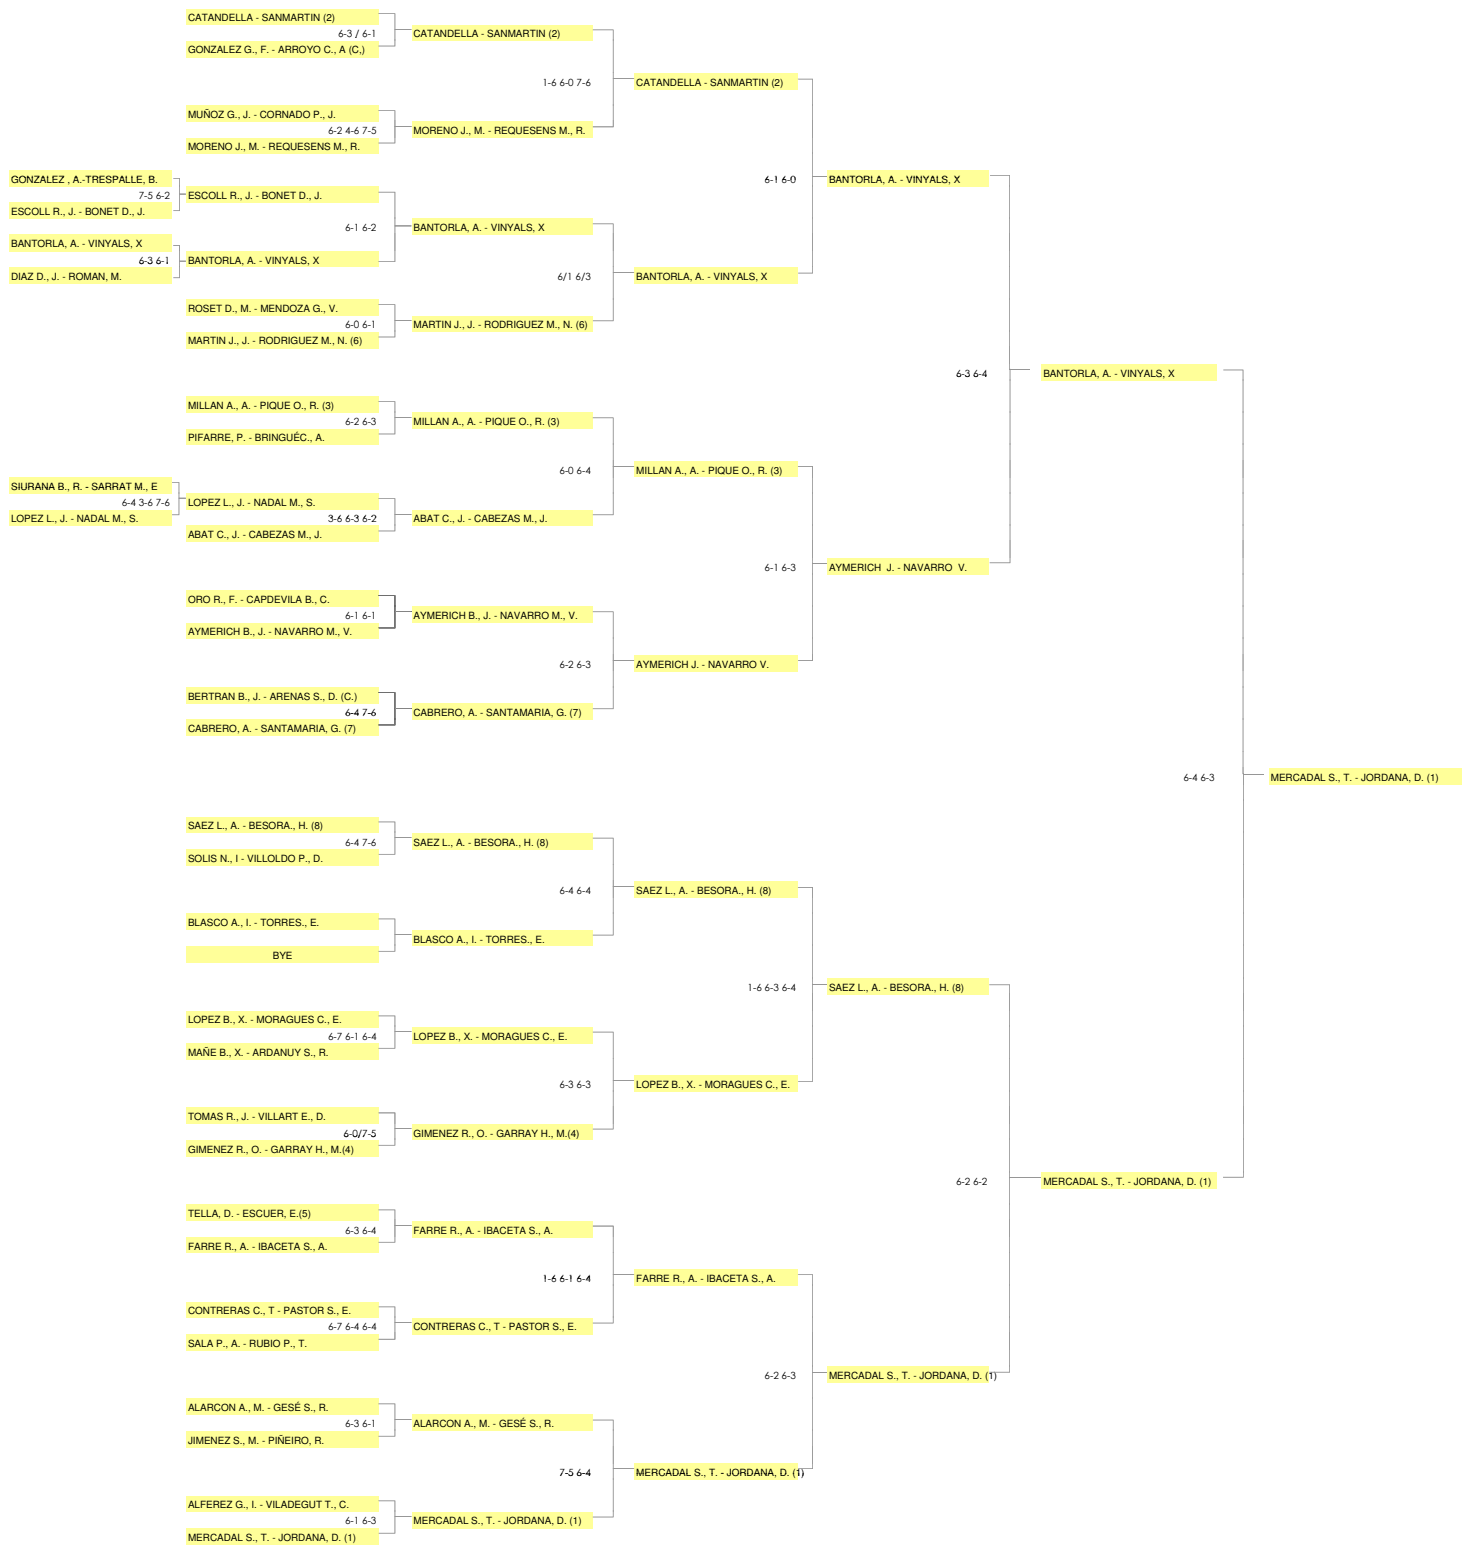 CATANDELLA - SANMARTIN (2)
6-3 / 6-1
CATANDELLA - SANMARTIN (2)
GONZALEZ G., F. - ARROYO C., A (C,)
1-6 6-0 7-6
CATANDELLA - SANMARTIN (2)
MUÑOZ G., J. - CORNADO P., J.
6-2 4-6 7-5
MORENO J., M. - REQUESENS M., R.
MORENO J., M. - REQUESENS M., R.
GONZALEZ , A.-TRESPALLE, B.
6-1 6-0
BANTORLA, A. - VINYALS, X
7-5 6-2
ESCOLL R., J. - BONET D., J.
ESCOLL R., J. - BONET D., J.
6-1 6-2
BANTORLA, A. - VINYALS, X
BANTORLA, A. - VINYALS, X
6-3 6-1
BANTORLA, A. - VINYALS, X
DIAZ D., J. - ROMAN, M.
6/1 6/3
BANTORLA, A. - VINYALS, X
ROSET D., M. - MENDOZA G., V.
6-0 6-1
MARTIN J., J. - RODRIGUEZ M., N. (6)
MARTIN J., J. - RODRIGUEZ M., N. (6)
6-3 6-4
BANTORLA, A. - VINYALS, X
MILLAN A., A. - PIQUE O., R. (3)
6-2 6-3
MILLAN A., A. - PIQUE O., R. (3)
PIFARRE, P. - BRINGUÉC., A.
6-0 6-4
MILLAN A., A. - PIQUE O., R. (3)
SIURANA B., R. - SARRAT M., E
6-4 3-6 7-6
LOPEZ L., J. - NADAL M., S.
LOPEZ L., J. - NADAL M., S.
3-6 6-3 6-2
ABAT C., J. - CABEZAS M., J.
ABAT C., J. - CABEZAS M., J.
6-1 6-3
AYMERICH  J. - NAVARRO  V.
ORO R., F. - CAPDEVILA B., C.
6-1 6-1
AYMERICH B., J. - NAVARRO M., V.
AYMERICH B., J. - NAVARRO M., V.
6-2 6-3
AYMERICH J. - NAVARRO V.
BERTRAN B., J. - ARENAS S., D. (C.)
6-4 7-6
CABRERO, A. - SANTAMARIA, G. (7)
CABRERO, A. - SANTAMARIA, G. (7)
6-4 6-3
MERCADAL S., T. - JORDANA, D. (1)
SAEZ L., A. - BESORA., H. (8)
6-4 7-6
SAEZ L., A. - BESORA., H. (8)
SOLIS N., I - VILLOLDO P., D.
6-4 6-4
SAEZ L., A. - BESORA., H. (8)
BLASCO A., I. - TORRES., E.
BLASCO A., I. - TORRES., E.
BYE
1-6 6-3 6-4
SAEZ L., A. - BESORA., H. (8)
LOPEZ B., X. - MORAGUES C., E.
6-7 6-1 6-4
LOPEZ B., X. - MORAGUES C., E.
MAÑE B., X. - ARDANUY S., R.
6-3 6-3
LOPEZ B., X. - MORAGUES C., E.
TOMAS R., J. - VILLART E., D.
6-0/7-5
GIMENEZ R., O. - GARRAY H., M.(4)
GIMENEZ R., O. - GARRAY H., M.(4)
6-2 6-2
MERCADAL S., T. - JORDANA, D. (1)
TELLA, D. - ESCUER, E.(5)
6-3 6-4
FARRE R., A. - IBACETA S., A.
FARRE R., A. - IBACETA S., A.
1-6 6-1 6-4
FARRE R., A. - IBACETA S., A.
CONTRERAS C., T - PASTOR S., E.
6-7 6-4 6-4
CONTRERAS C., T - PASTOR S., E.
SALA P., A. - RUBIO P., T.
6-2 6-3
MERCADAL S., T. - JORDANA, D. (1)
ALARCON A., M. - GESÉ S., R.
6-3 6-1
ALARCON A., M. - GESÉ S., R.
JIMENEZ S., M. - PIÑEIRO, R.
7-5 6-4
MERCADAL S., T. - JORDANA, D. (1)
ALFEREZ G., I. - VILADEGUT T., C.
6-1 6-3
MERCADAL S., T. - JORDANA, D. (1)
MERCADAL S., T. - JORDANA, D. (1)